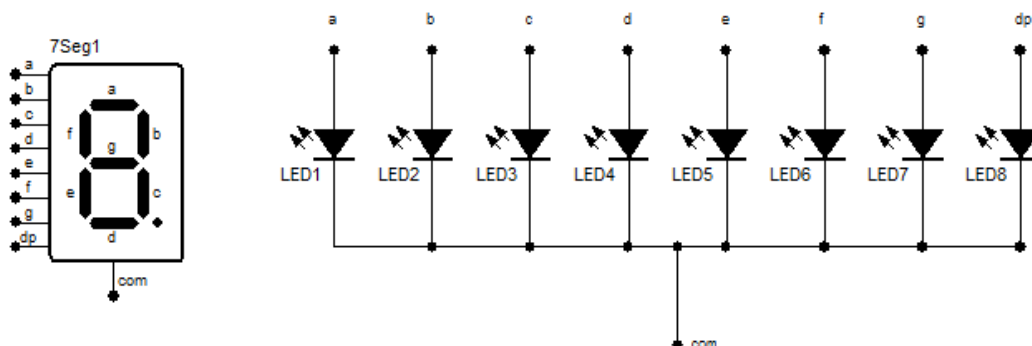 7Seg1
a
b
c
d
e
f
g
dp
a
f b
g
e c
d
com
a b c d e f g dp
LED1 LED2 LED3 LED4 LED5 LED6 LED7 LED8
com